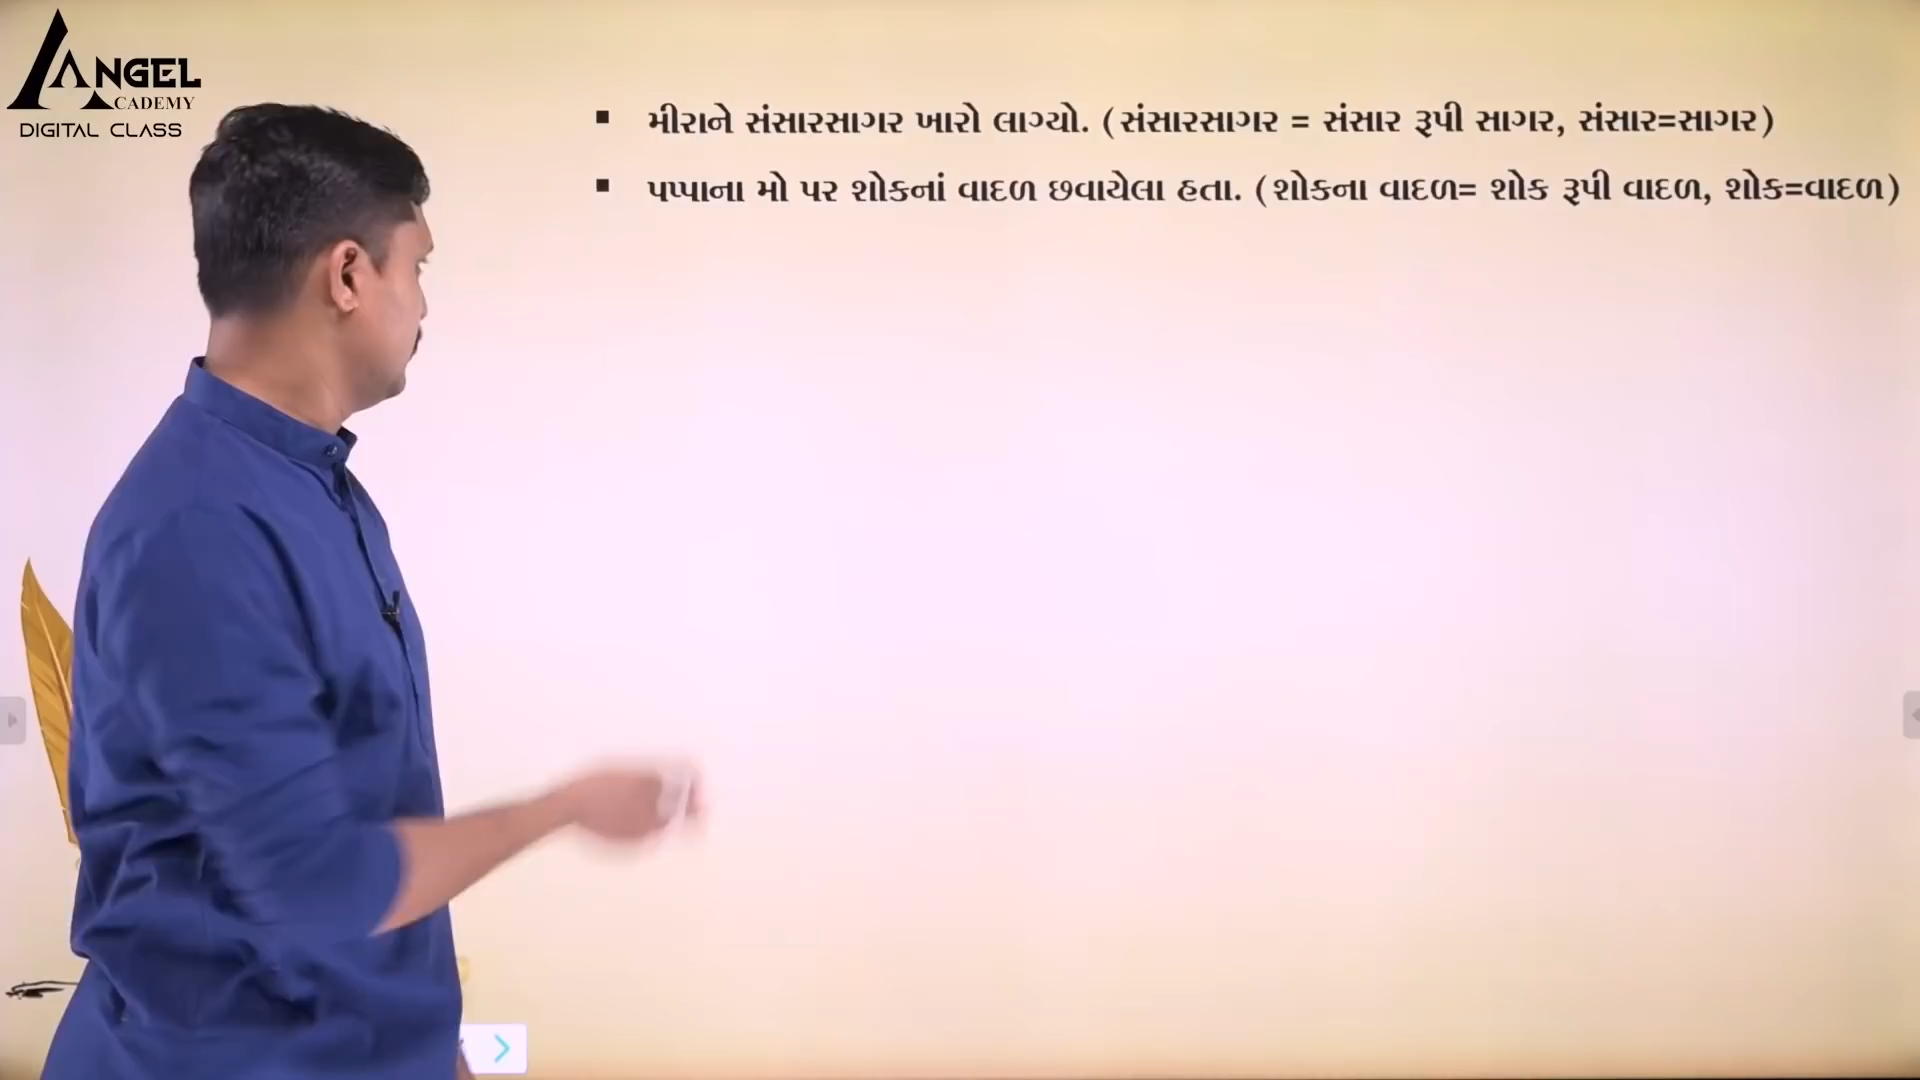 ANGEL
ACADEMY
DIGITAL CLASS
▪ મીરાને સંસારસાગર ખારો લાગ્યો. (સંસારસાગર = સંસાર રૂપી સાગર, સંસાર=સાગર)
▪ પપ્પાના મો પર શોકનાં વાદળ છવાયેલા હતા. (શોકના વાદળ= શોક રૂપી વાદળ, શોક=વાદળ)